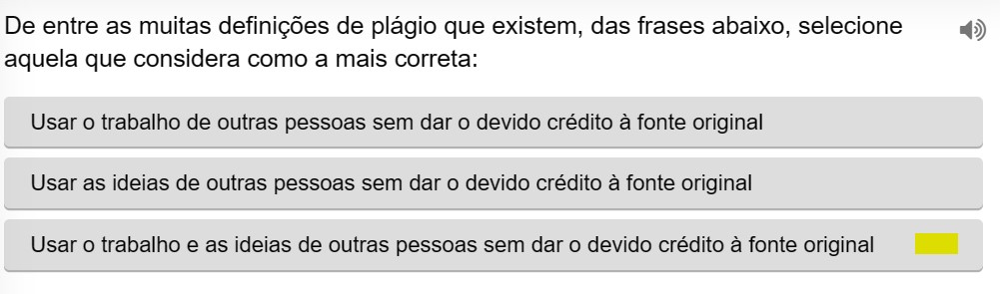 De entre as muitas definições de plágio que existem, das frases abaixo, selecione
aquela que considera como a mais correta:
Usar o trabalho de outras pessoas sem dar o devido crédito à fonte original
Usar as ideias de outras pessoas sem dar o devido crédito à fonte original
Usar o trabalho e as ideias de outras pessoas sem dar o devido crédito à fonte original